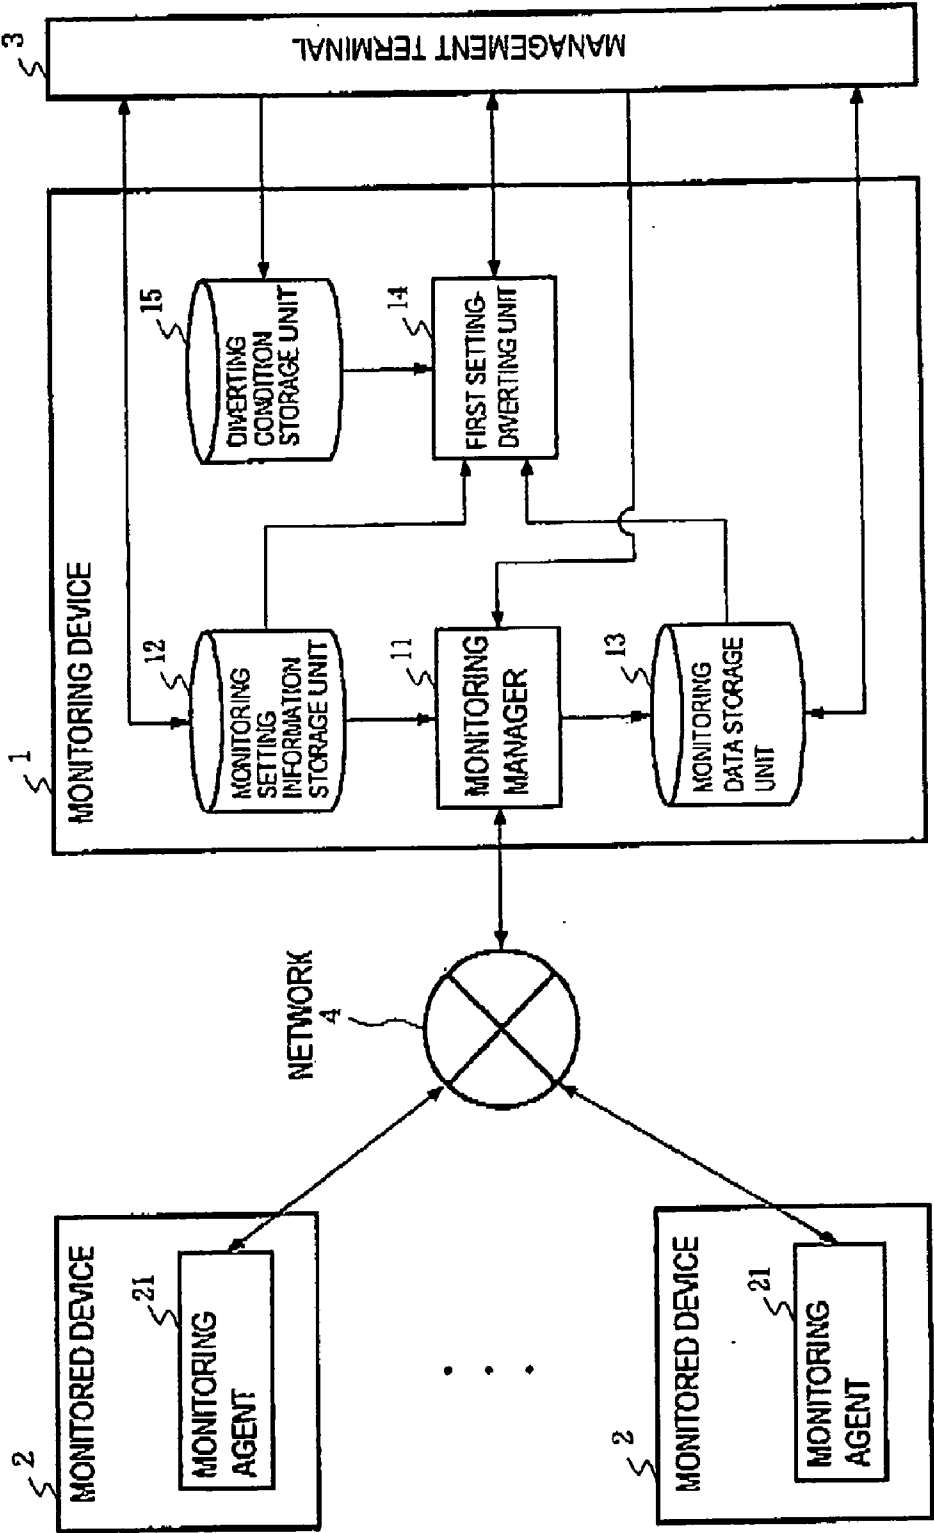 1
MONITORING DEVICE
3
MANAGEMENT TERMINAL
2
MONITORED DEVICE
21
MONITORING
AGENT
NETWORK
4
12
MONITORING
SETTING
INFORMATION
STORAGE UNIT
15
DIVERTING
CONDITION
STORAGE UNIT
11
MONITORING
MANAGER
14
FIRST SETTING-
DIVERTING UNIT
13
MONITORING
DATA STORAGE
UNIT
2
MONITORED DEVICE
21
MONITORING
AGENT